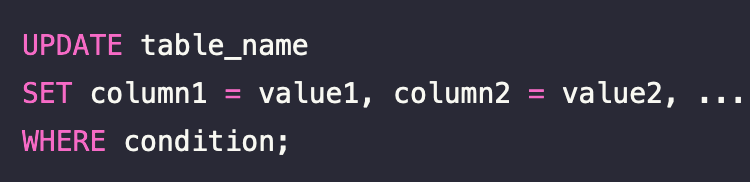 UPDATE table_name
SET column1 = value1, column2 = value2, ...
WHERE condition;